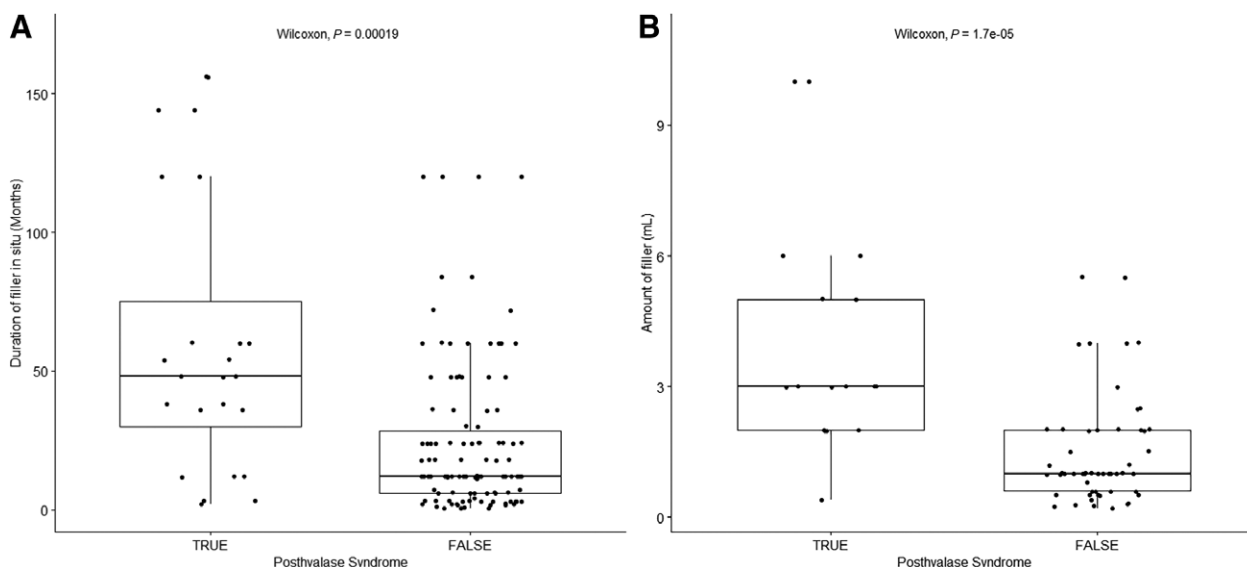 A
Wilcoxon, P = 0.00019
Duration of filler in situ (Months)
150
100
50
0
TRUE
FALSE
Posthyalase Syndrome
B
Wilcoxon, P = 1.7e-05
Amount of filler (mL)
9
6
3
0
TRUE
FALSE
Posthyalase Syndrome